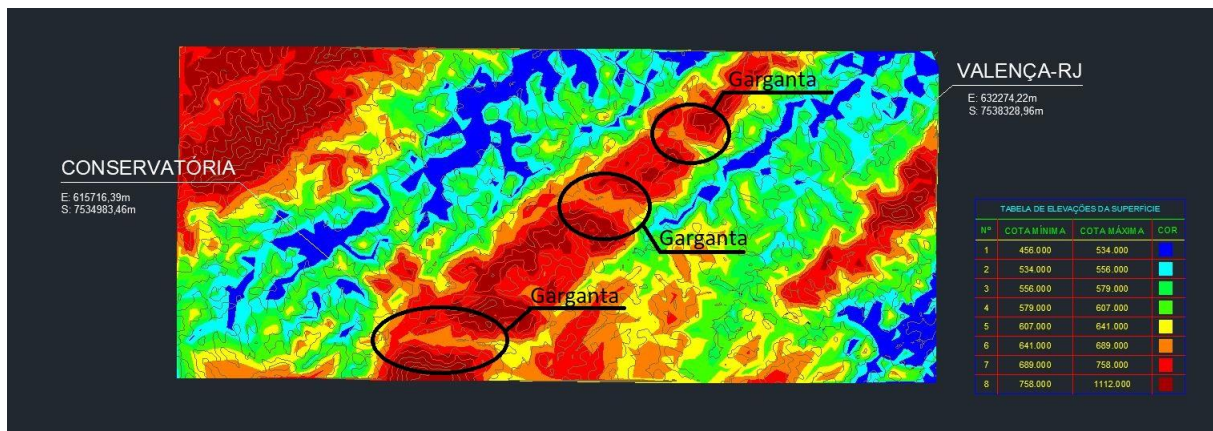 Garganta
VALENÇA-RJ
E: 632274,22m
S: 7538328,96m
CONSERVATÓRIA
E: 615716,39m
S: 7534983,46m
Garganta
Garganta
TABELA DE ELEVAÇÕES DA SUPERFÍCIE
Nº COTA MÍNIMA COTA MÁXIMA COR
1 456.000 534.000
2 534.000 556.000
3 556.000 579.000
4 579.000 607.000
5 607.000 641.000
6 641.000 689.000
7 689.000 758.000
8 758.000 1112.000